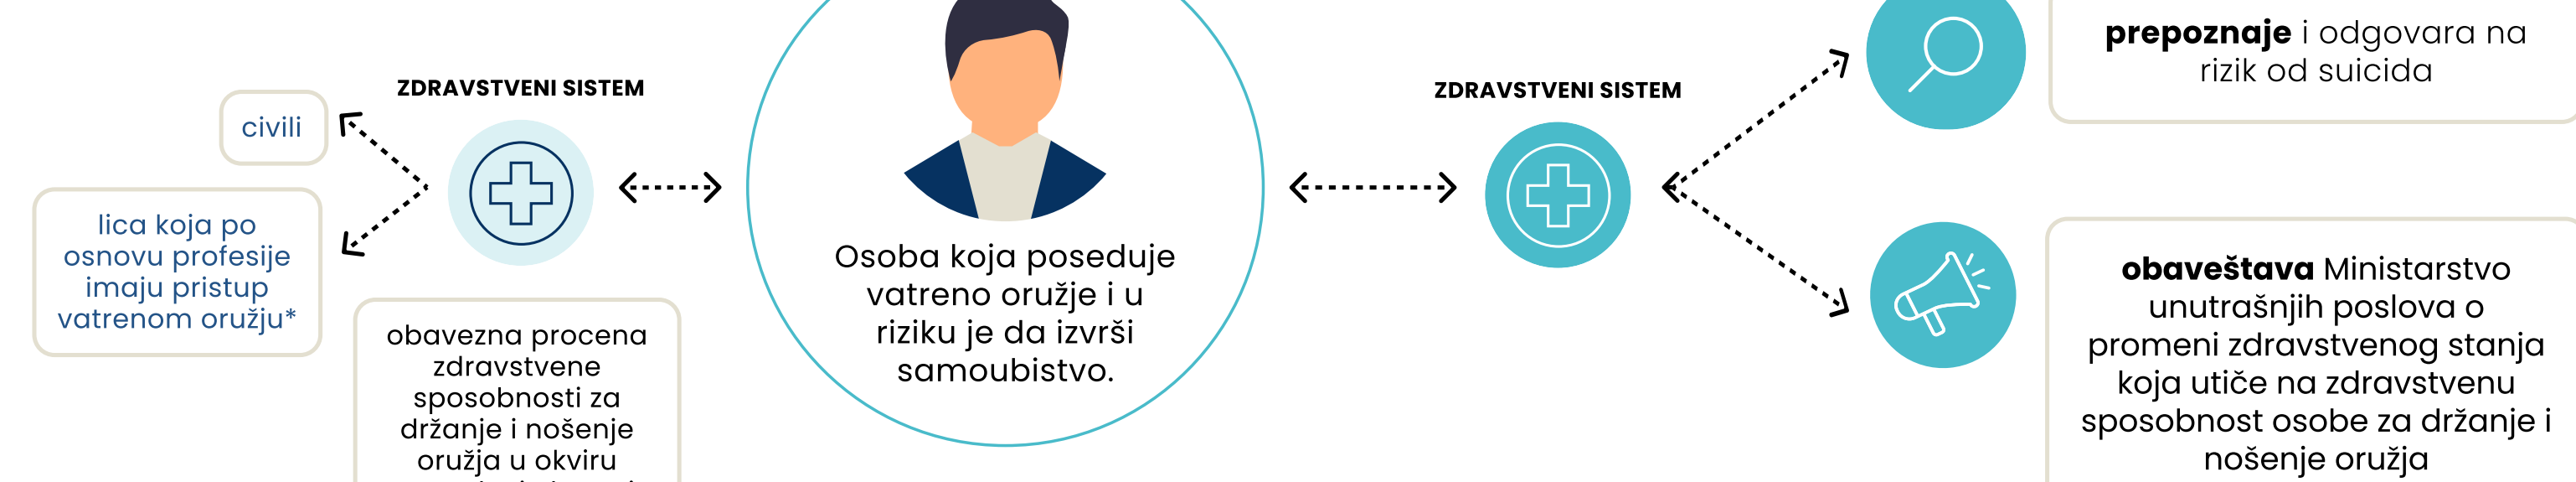 ZDRAVSTVENI SISTEM
civili
lica koja po
osnovu profesije
imaju pristup
vatrenom oružju*
obavezna procena
zdravstvene
sposobnosti za
držanje i nošenje
oružja u okviru
Osoba koja poseduje
vatreno oružje i u
riziku je da izvrši
samoubistvo.
ZDRAVSTVENI SISTEM
prepoznaje i odgovara na
rizik od suicida
obaveštava Ministarstvo
unutrašnjih poslova o
promeni zdravstvenog stanja
koja utiče na zdravstvenu
sposobnost osobe za držanje i
nošenje oružja